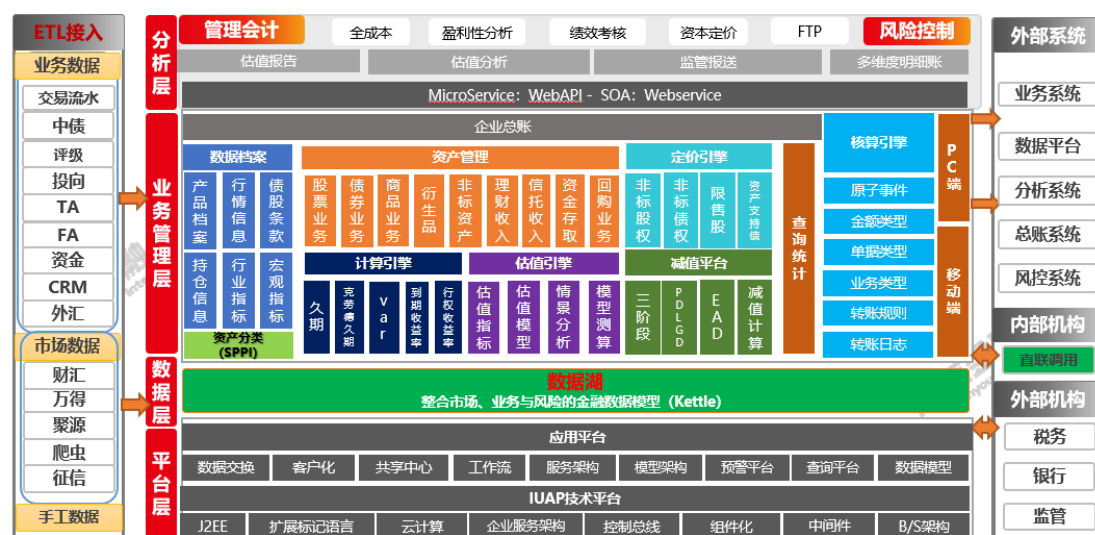 ETL接入
业务数据
交易流水
中债
评级
投向
TA
FA
资金
CRM
外汇
市场数据
财汇
万得
聚源
爬虫
征信
手工数据
分析层
管理会计
全成本
盈利性分析
绩效考核
资本定价
FTP
风险控制
估值报告
估值分析
监管报送
多维度明细账
MicroService: WebAPI - SOA: Webservice
业务管理层
企业总账
数据档案
产品档案
行情信息
债股条款
持仓信息
行业指标
宏观指标
资产分类
(SPPI)
资产管理
股票业务
债券业务
商品业务
衍生品
非标资产
理财收入
信托收入
资金存取
回购业务
定价引擎
非标股权
非标债权
限售股
资产支持债
计算引擎
久期
克劳德久期
var
到期收益率
行权收益率
估值引擎
估值指标
估值模型
情景分析
模型测算
减值平台
三阶段
PDLGD
EAD
减值计算
查询统计
核算引擎
原子事件
金额类型
单据类型
业务类型
转账规则
转账日志
PC端
移动端
数据层
数据湖
整合市场、业务与风险的金融数据模型（Kettle）
平台层
应用平台
数据交换
客户化
共享中心
工作流
服务架构
模型架构
预警平台
查询平台
数据模型
IUAP技术平台
J2EE
扩展标记语言
云计算
企业服务架构
控制总线
组件化
中间件
B/S架构
外部系统
业务系统
数据平台
分析系统
总账系统
风控系统
内部机构
直联调用
外部机构
税务
银行
监管